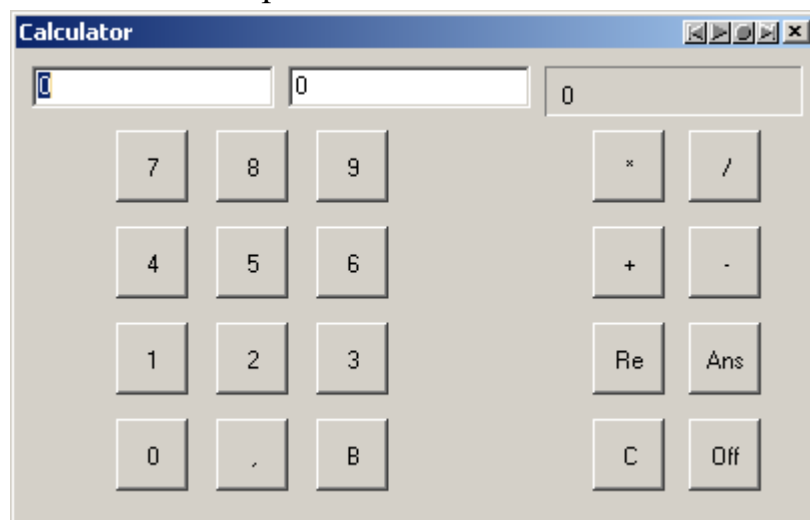 Calculator
0 0 0
7 8 9 * /
4 5 6 + -
1 2 3 Re Ans
0 , B C Off